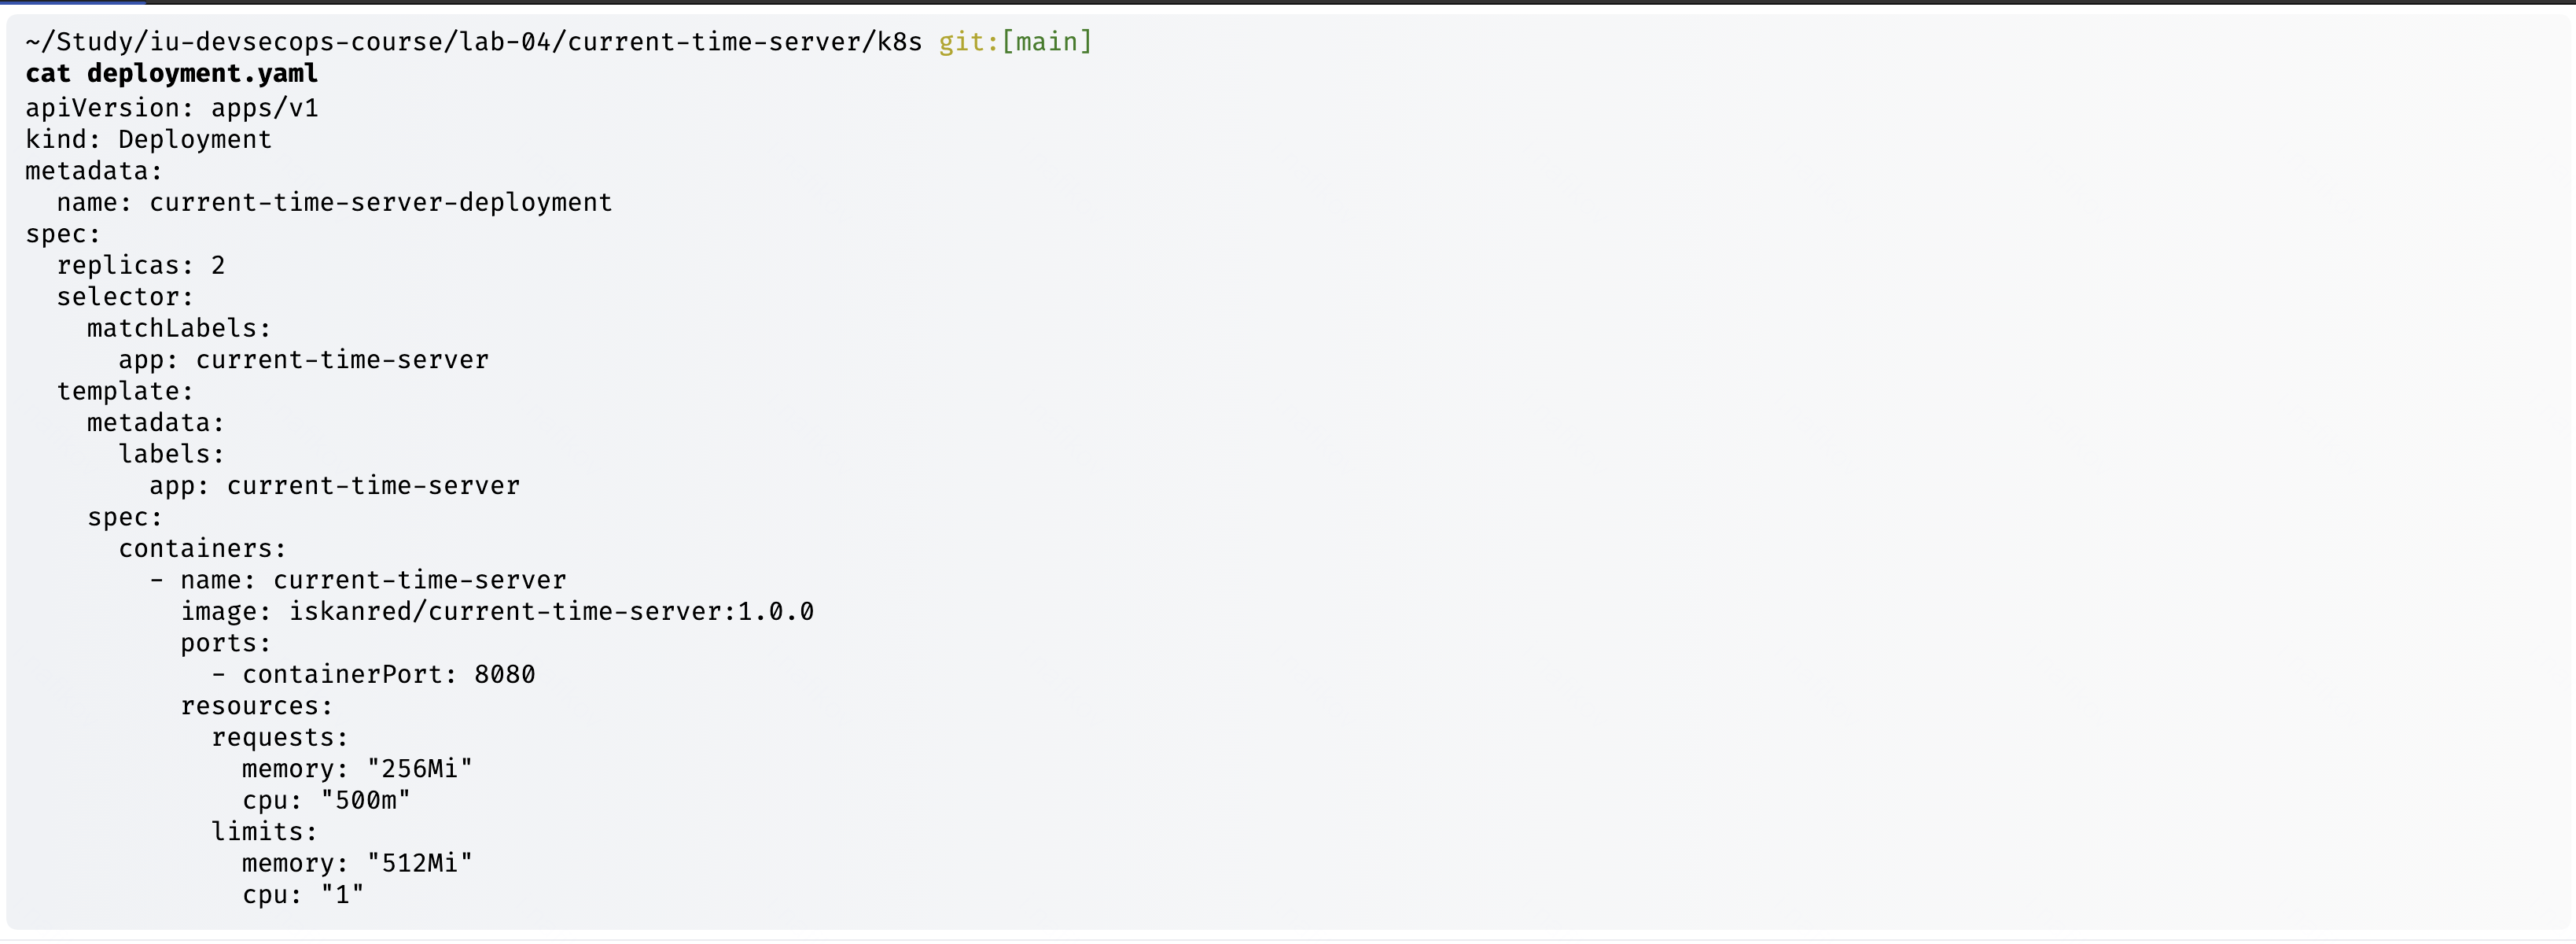 ~/Study/iu-devsecops-course/lab-04/current-time-server/k8s git:[main]
cat deployment.yaml
apiVersion: apps/v1
kind: Deployment
metadata:
  name: current-time-server-deployment
spec:
  replicas: 2
  selector:
    matchLabels:
      app: current-time-server
  template:
    metadata:
      labels:
        app: current-time-server
    spec:
      containers:
        - name: current-time-server
          image: iskanred/current-time-server:1.0.0
          ports:
            - containerPort: 8080
          resources:
            requests:
              memory: "256Mi"
              cpu: "500m"
            limits:
              memory: "512Mi"
              cpu: "1"